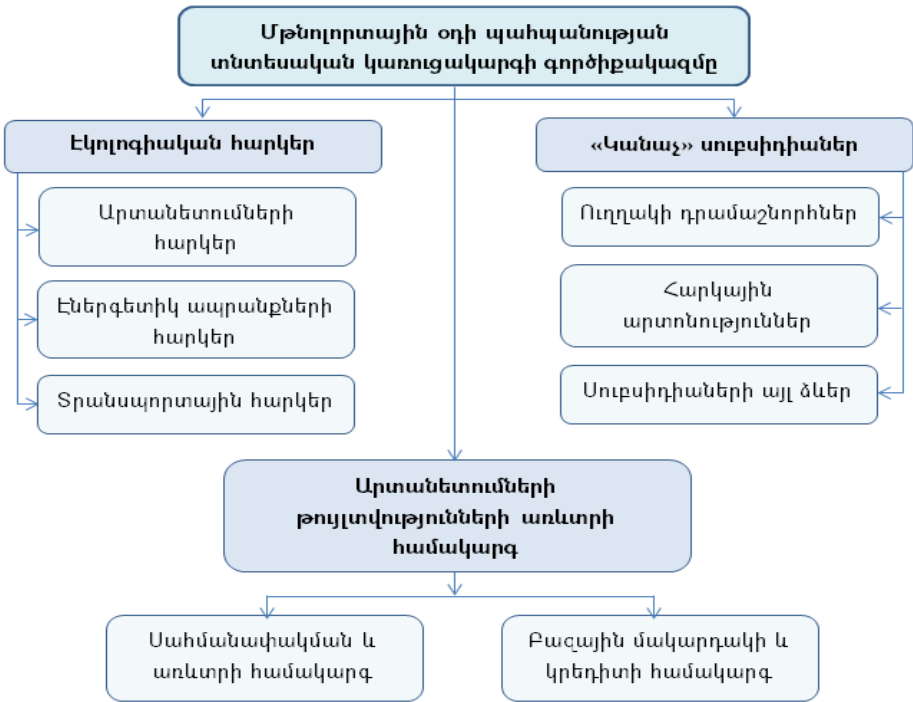 Մթնոլորտային օդի պահպանության
տնտեսական կառուցակարգի գործիքակազմը
Էկոլոգիական հարկեր
Արտանետումների
հարկեր
Էներգետիկ ապրանքների
հարկեր
Տրանսպորտային հարկեր
«Կանաչ» սուբսիդիաներ
Ուղղակի դրամաշնորհներ
Հարկային
արտոնություններ
Սուբսիդիաների այլ ձևեր
Արտանետումների
թույլտվությունների առևտրի
համակարգ
Սահմանափակման և
առևտրի համակարգ
Բազային մակարդակի և
կրեդիտի համակարգ